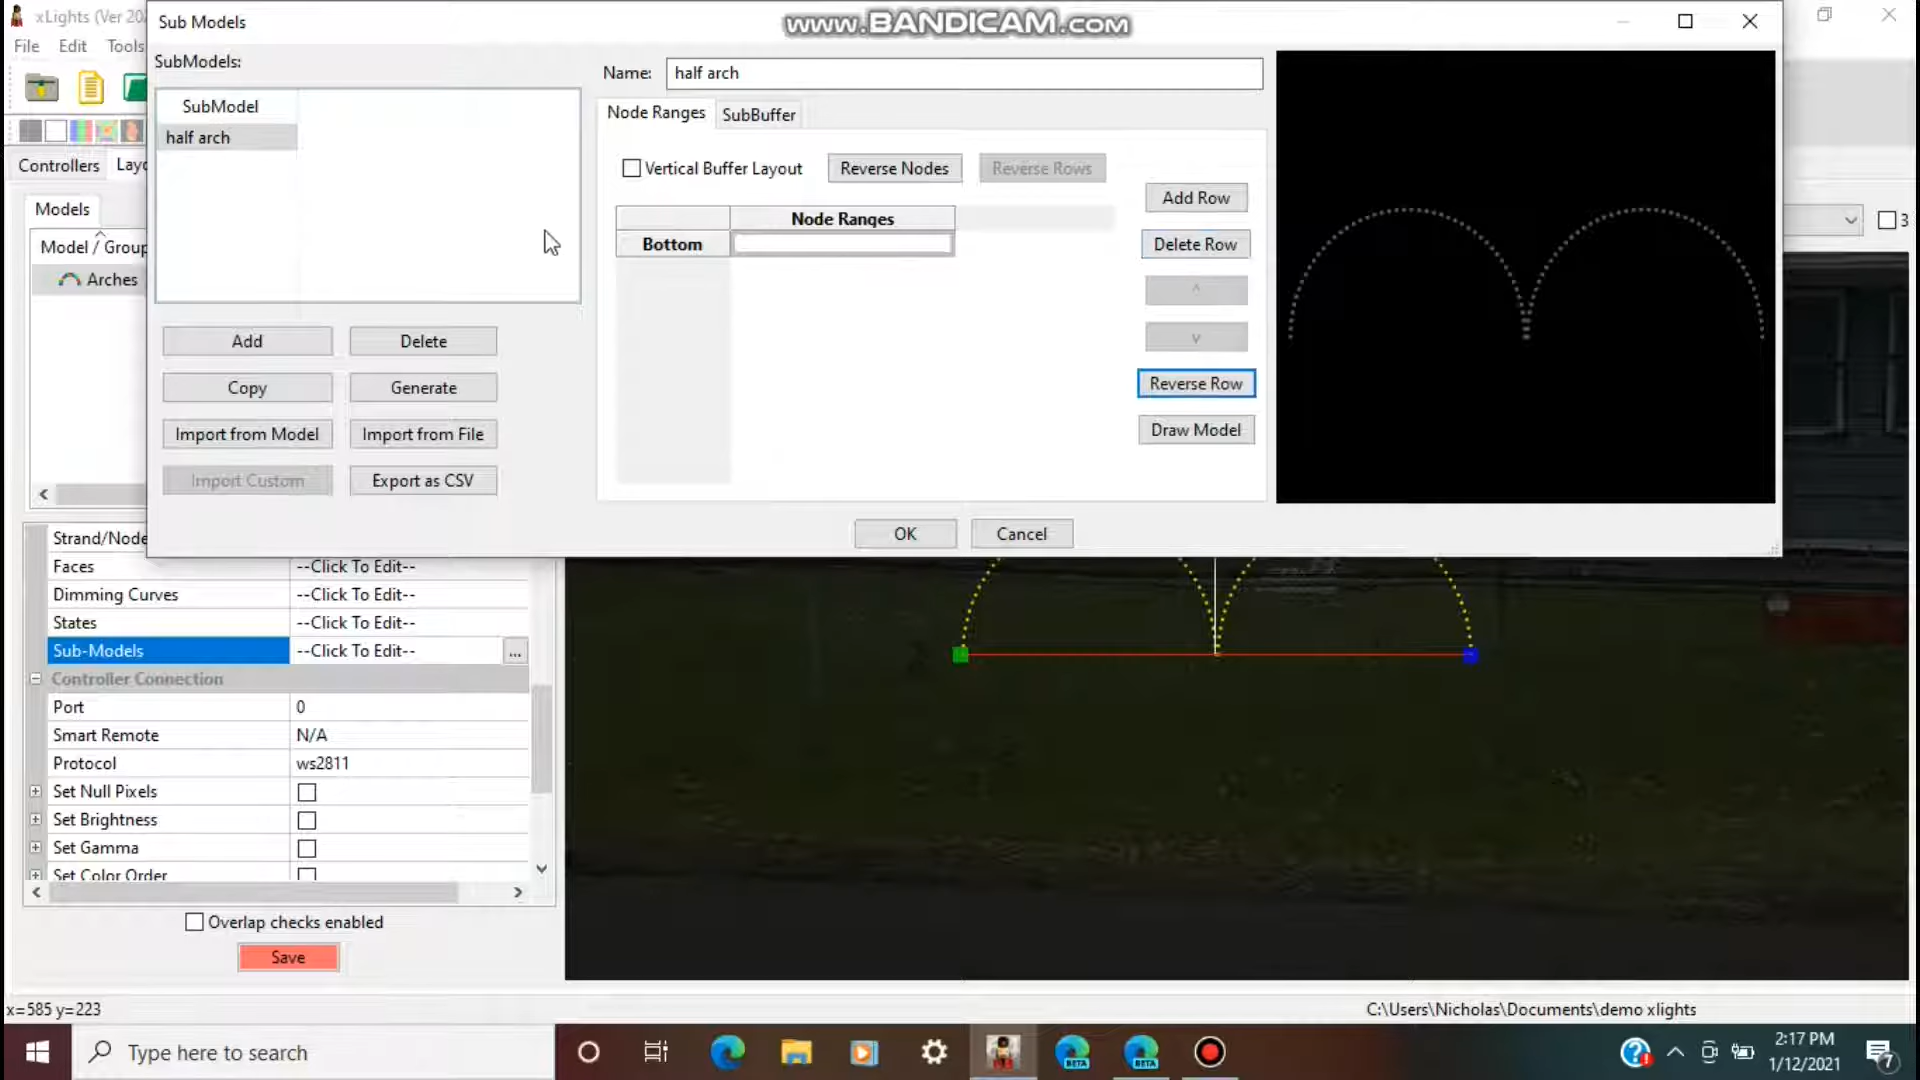 xLights (Ver 20
Sub Models
www.BANDICAM.com
File Edit Tools
SubModels:
Name: half arch
SubModel
Node Ranges SubBuffer
half arch
Vertical Buffer Layout Reverse Nodes Reverse Rows
Controllers Layo
Add Row
Models
Node Ranges
3
Model / Group
Bottom
Delete Row
Arches
^
Add Delete
v
Copy Generate
Reverse Row
Import from Model Import from File
Draw Model
Import Custom Export as CSV
OK Cancel
Strand/Node
Faces --Click To Edit--
Dimming Curves --Click To Edit--
States --Click To Edit--
Sub-Models --Click To Edit-- ...
Controller Connection
Port 0
Smart Remote N/A
Protocol ws2811
Set Null Pixels
Set Brightness
Set Gamma
Set Color Order
Overlap checks enabled
Save
x=585 y=223
C:\Users\Nicholas\Documents\demo xlights
Type here to search
BETA
BETA
2:17 PM
1/12/2021
7